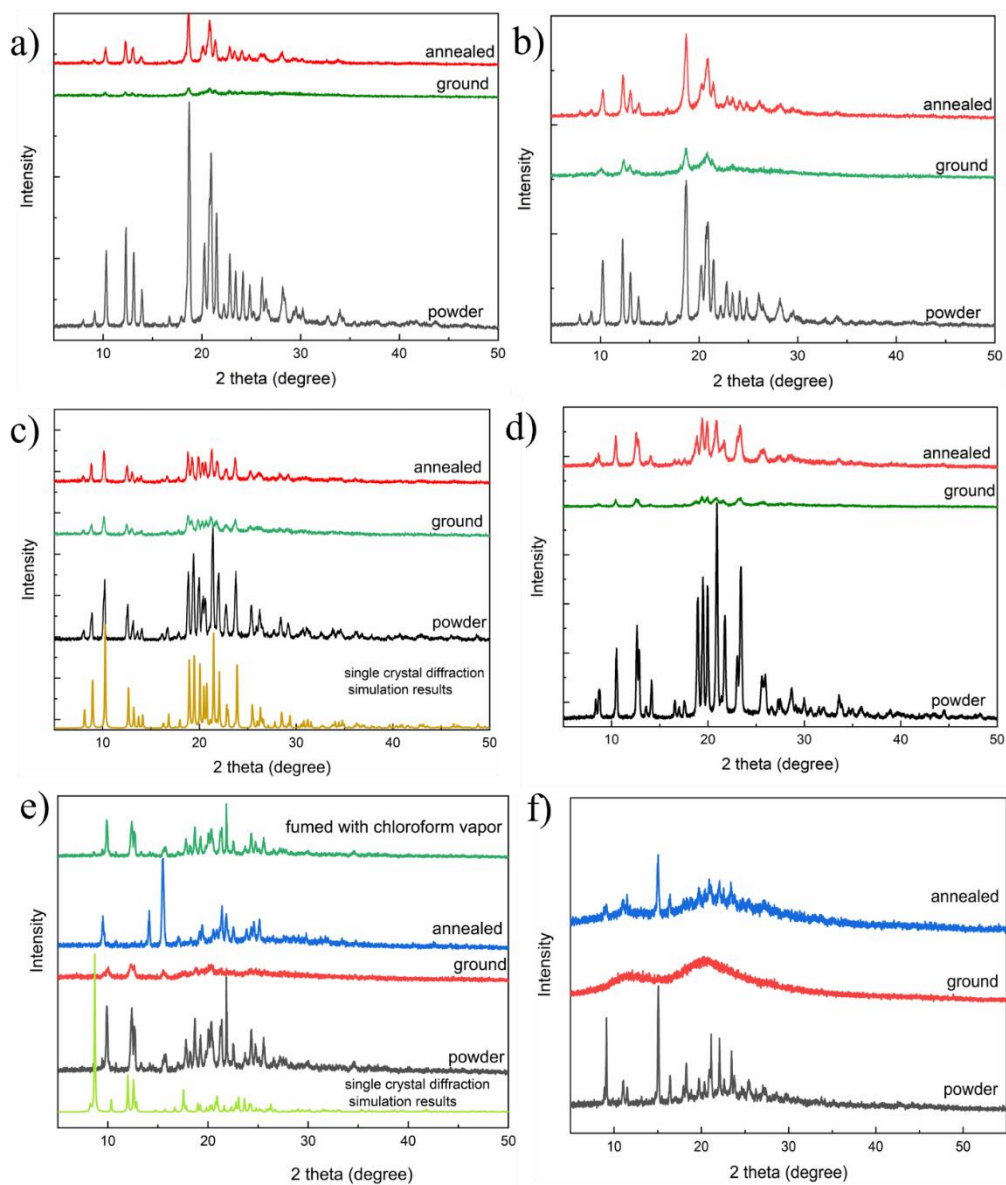 a)
annealed
ground
powder
Intensity
10 20 30 40 50
2 theta (degree)
b)
annealed
ground
powder
Intensity
10 20 30 40 50
2 theta (degree)
c)
annealed
ground
powder
single crystal diffraction
simulation results
Intensity
10 20 30 40 50
2 theta (degree)
d)
annealed
ground
powder
Intensity
10 20 30 40 50
2 theta (degree)
e)
fumed with chloroform vapor
annealed
ground
powder
single crystal diffraction
simulation results
Intensity
10 20 30 40 50
2 theta (degree)
f)
annealed
ground
powder
Intensity
10 20 30 40 50
2 theta (degree)